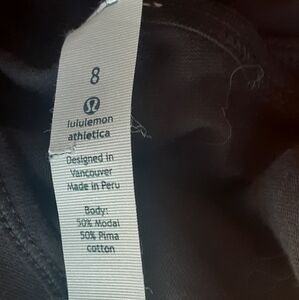 8
lululemon
athletica
Designed in
Vancouver
Made in Peru
Body:
50% Modal
50% Pima
cotton